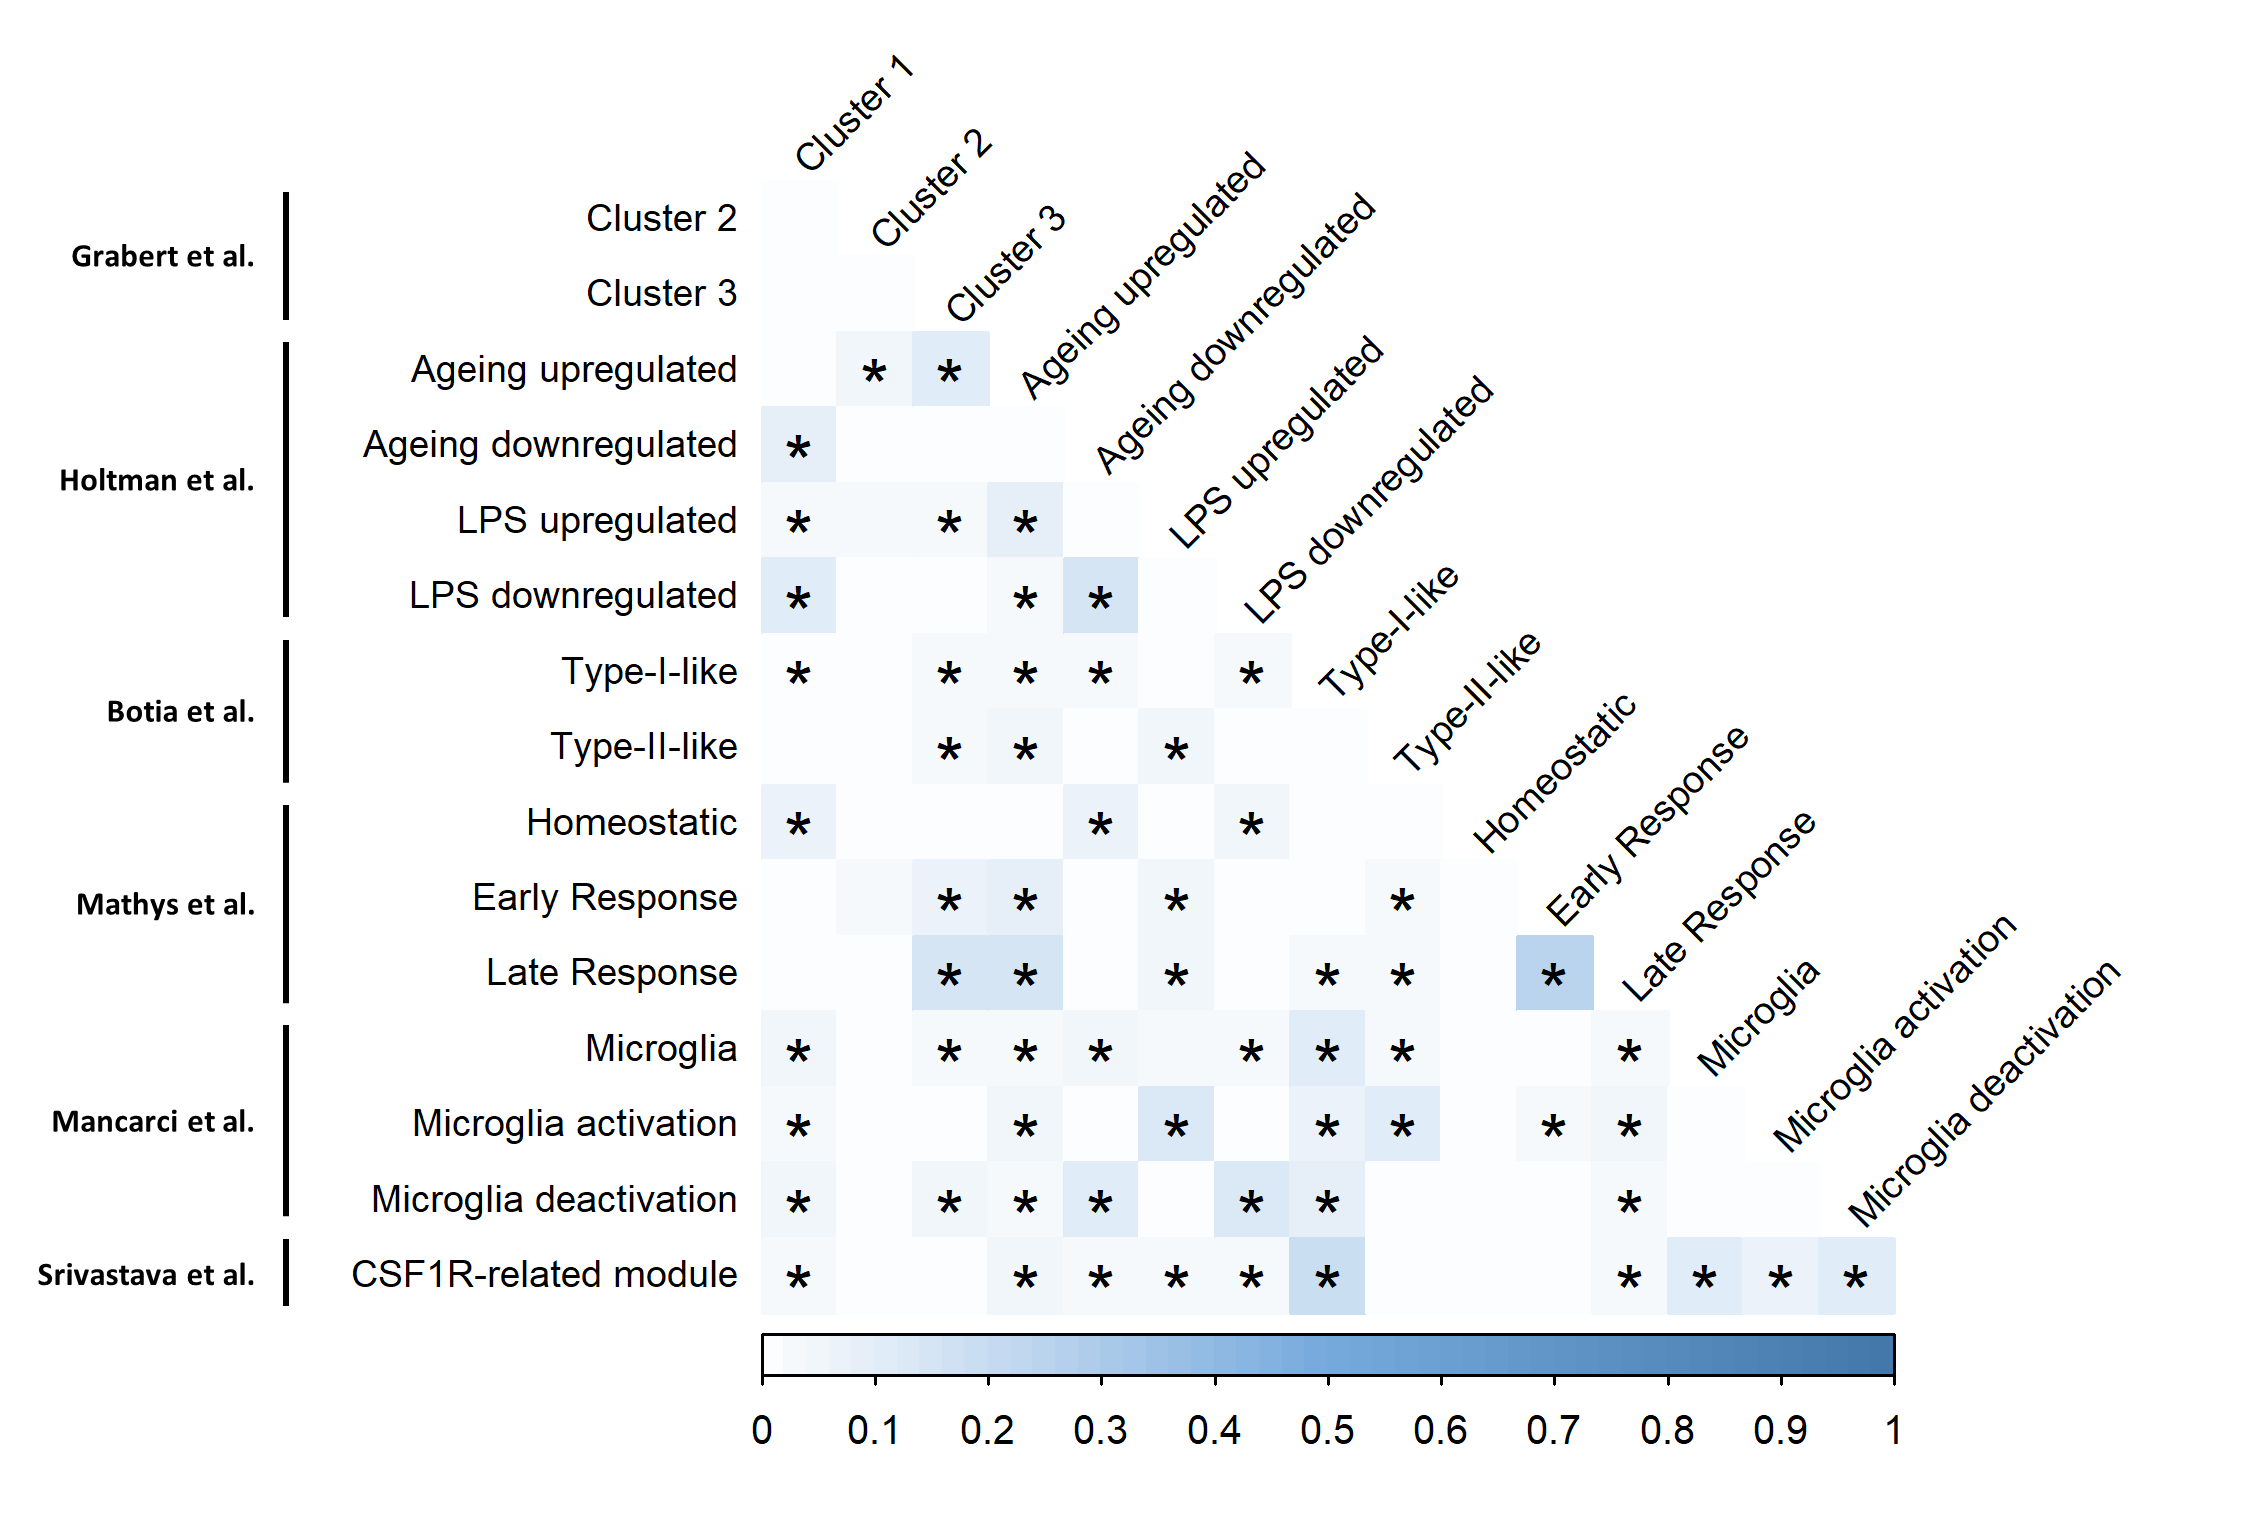 Cluster 1
Cluster 2
Cluster 3
Ageing upregulated
Ageing downregulated
LPS upregulated
LPS downregulated
Type-I-like
Type-II-like
Homeostatic
Early Response
Late Response
Microglia
Microglia activation
Microglia deactivation
Grabert et al.
Cluster 2
Cluster 3
Holtman et al.
Ageing upregulated * *
Ageing downregulated *
LPS upregulated * * *
LPS downregulated * * *
Botia et al.
Type-I-like * * * * *
Type-II-like * * *
Mathys et al.
Homeostatic * * *
Early Response * * * *
Late Response * * * * * *
Mancarci et al.
Microglia * * * * * * * *
Microglia activation * * * * * * *
Microglia deactivation * * * * * * *
Srivastava et al.
CSF1R-related module * * * * * * * * * *
0 0.1 0.2 0.3 0.4 0.5 0.6 0.7 0.8 0.9 1